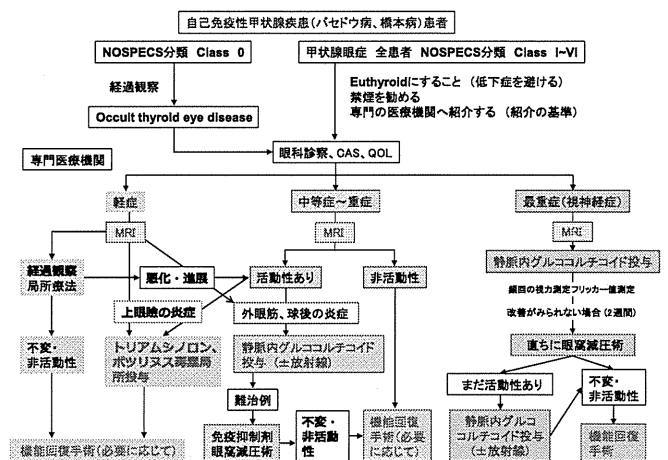 自己免疫性甲状腺疾患(バセドウ病、橋本病)患者
NOSPECS分類 Class 0
甲状腺眼症 全患者 NOSPECS分類 Class I~VI
経過観察
Euthyroidにすること (低下症を避ける)
禁煙を勧める
専門の医療機関へ紹介する (紹介の基準)
Occult thyroid eye disease
専門医療機関
眼科診察、CAS、QOL
軽症
中等症~重症
最重症(視神経症)
MRI
MRI
MRI
経過観察
局所療法
悪化・進展
活動性あり
非活動性
静脈内グルココルチコイド投与
頻回の視力測定フリッカー値測定
改善がみられない場合(2週間)
上眼瞼の炎症
外眼筋、球後の炎症
不変・
非活動性
トリアムシノロン、
ボツリヌス毒素局
所投与
静脈内グルココルチコイド
投与 (±放射線)
直ちに眼窩減圧術
難治例
まだ活動性あり
不変・
非活動性
機能回復手術(必要に応じて)
免疫抑制剤
眼窩減圧術
不変・
非活動
性
機能回復
手術(必要
に応じて)
静脈内グルコ
コルチコイド投与
(±放射線)
機能回復
手術